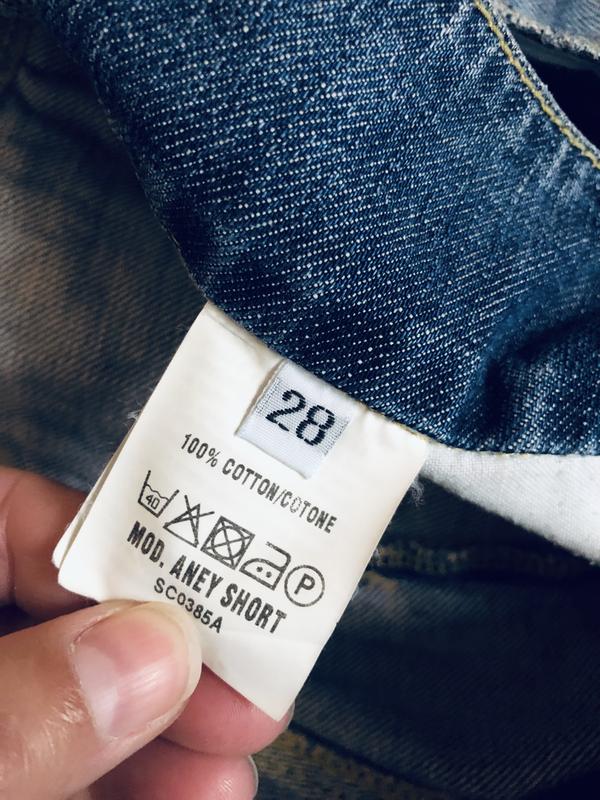 28
100% COTTON/COTONE
40 P
MOD. ANEY SHORT
SC0385A